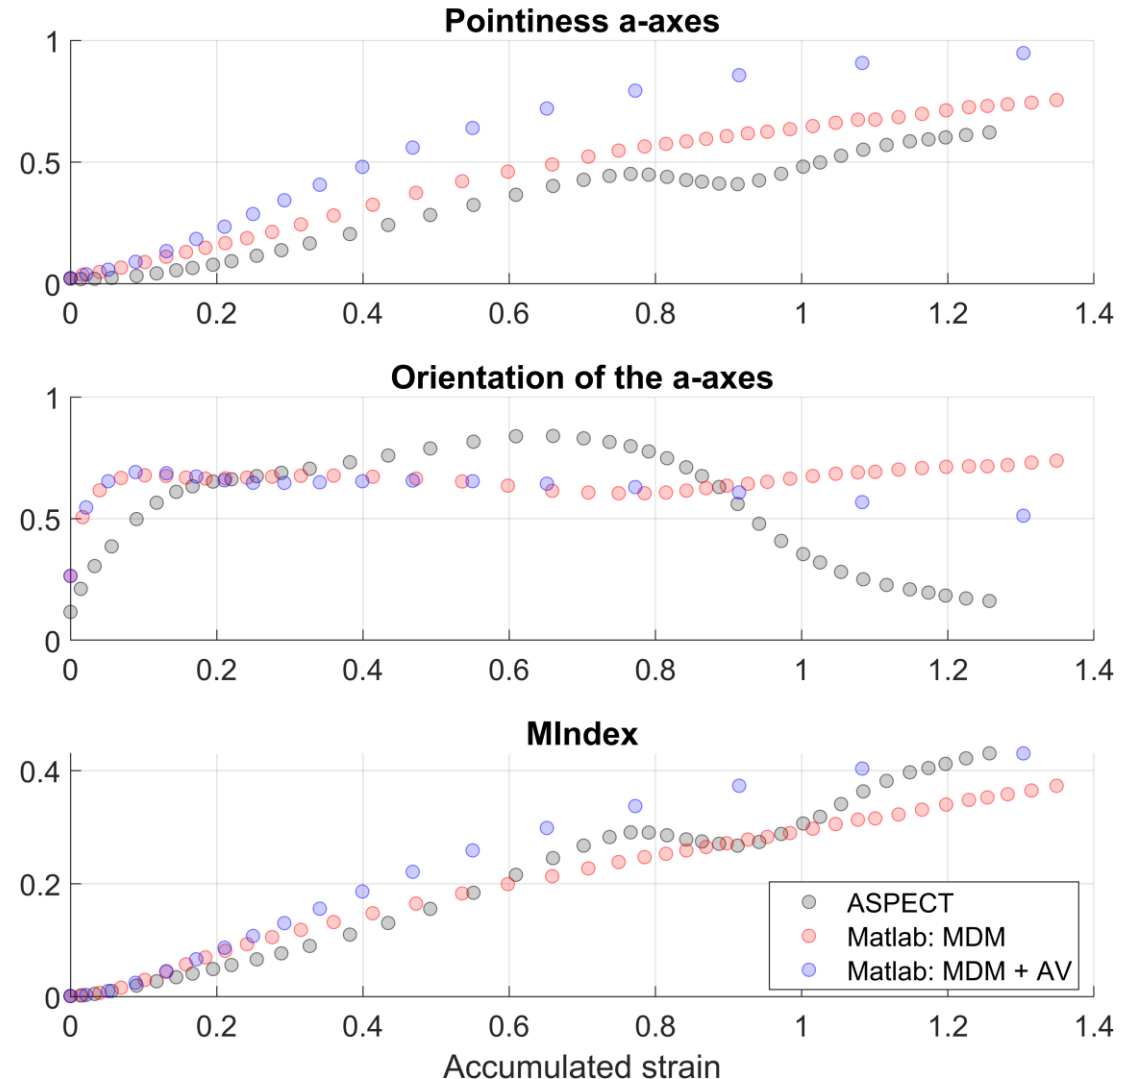 Pointiness a-axes
1
0.5
0
0 0.2 0.4 0.6 0.8 1 1.2 1.4
Orientation of the a-axes
1
0.5
0
0 0.2 0.4 0.6 0.8 1 1.2 1.4
MIndex
0.4
0.2
0
ASPECT
Matlab: MDM
Matlab: MDM + AV
0 0.2 0.4 0.6 0.8 1 1.2 1.4
Accumulated strain